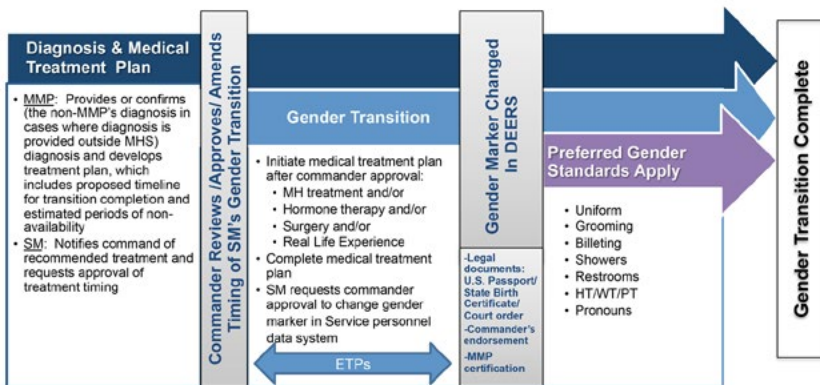 Diagnosis & Medical
Treatment Plan
• MMP: Provides or confirms
(the non-MMP's diagnosis in
cases where diagnosis is
provided outside MHS)
diagnosis and develops
treatment plan, which
includes proposed timeline
for transition completion and
estimated periods of non-
availability
• SM: Notifies command of
recommended treatment and
requests approval of
treatment timing
Commander Reviews /Approves/ Amends
Timing of SM's Gender Transition
Gender Transition
• Initiate medical treatment plan
after commander approval:
• MH treatment and/or
• Hormone therapy and/or
• Surgery and/or
• Real Life Experience
• Complete medical treatment
plan
• SM requests commander
approval to change gender
marker in Service personnel
data system
ETPs
Gender Marker Changed
In DEERS
-Legal
documents:
U.S. Passport/
State Birth
Certificate/
Court order
-Commander's
endorsement
-MMP
certification
Preferred Gender
Standards Apply
• Uniform
• Grooming
• Billeting
• Showers
• Restrooms
• HT/WT/PT
• Pronouns
Gender Transition Complete